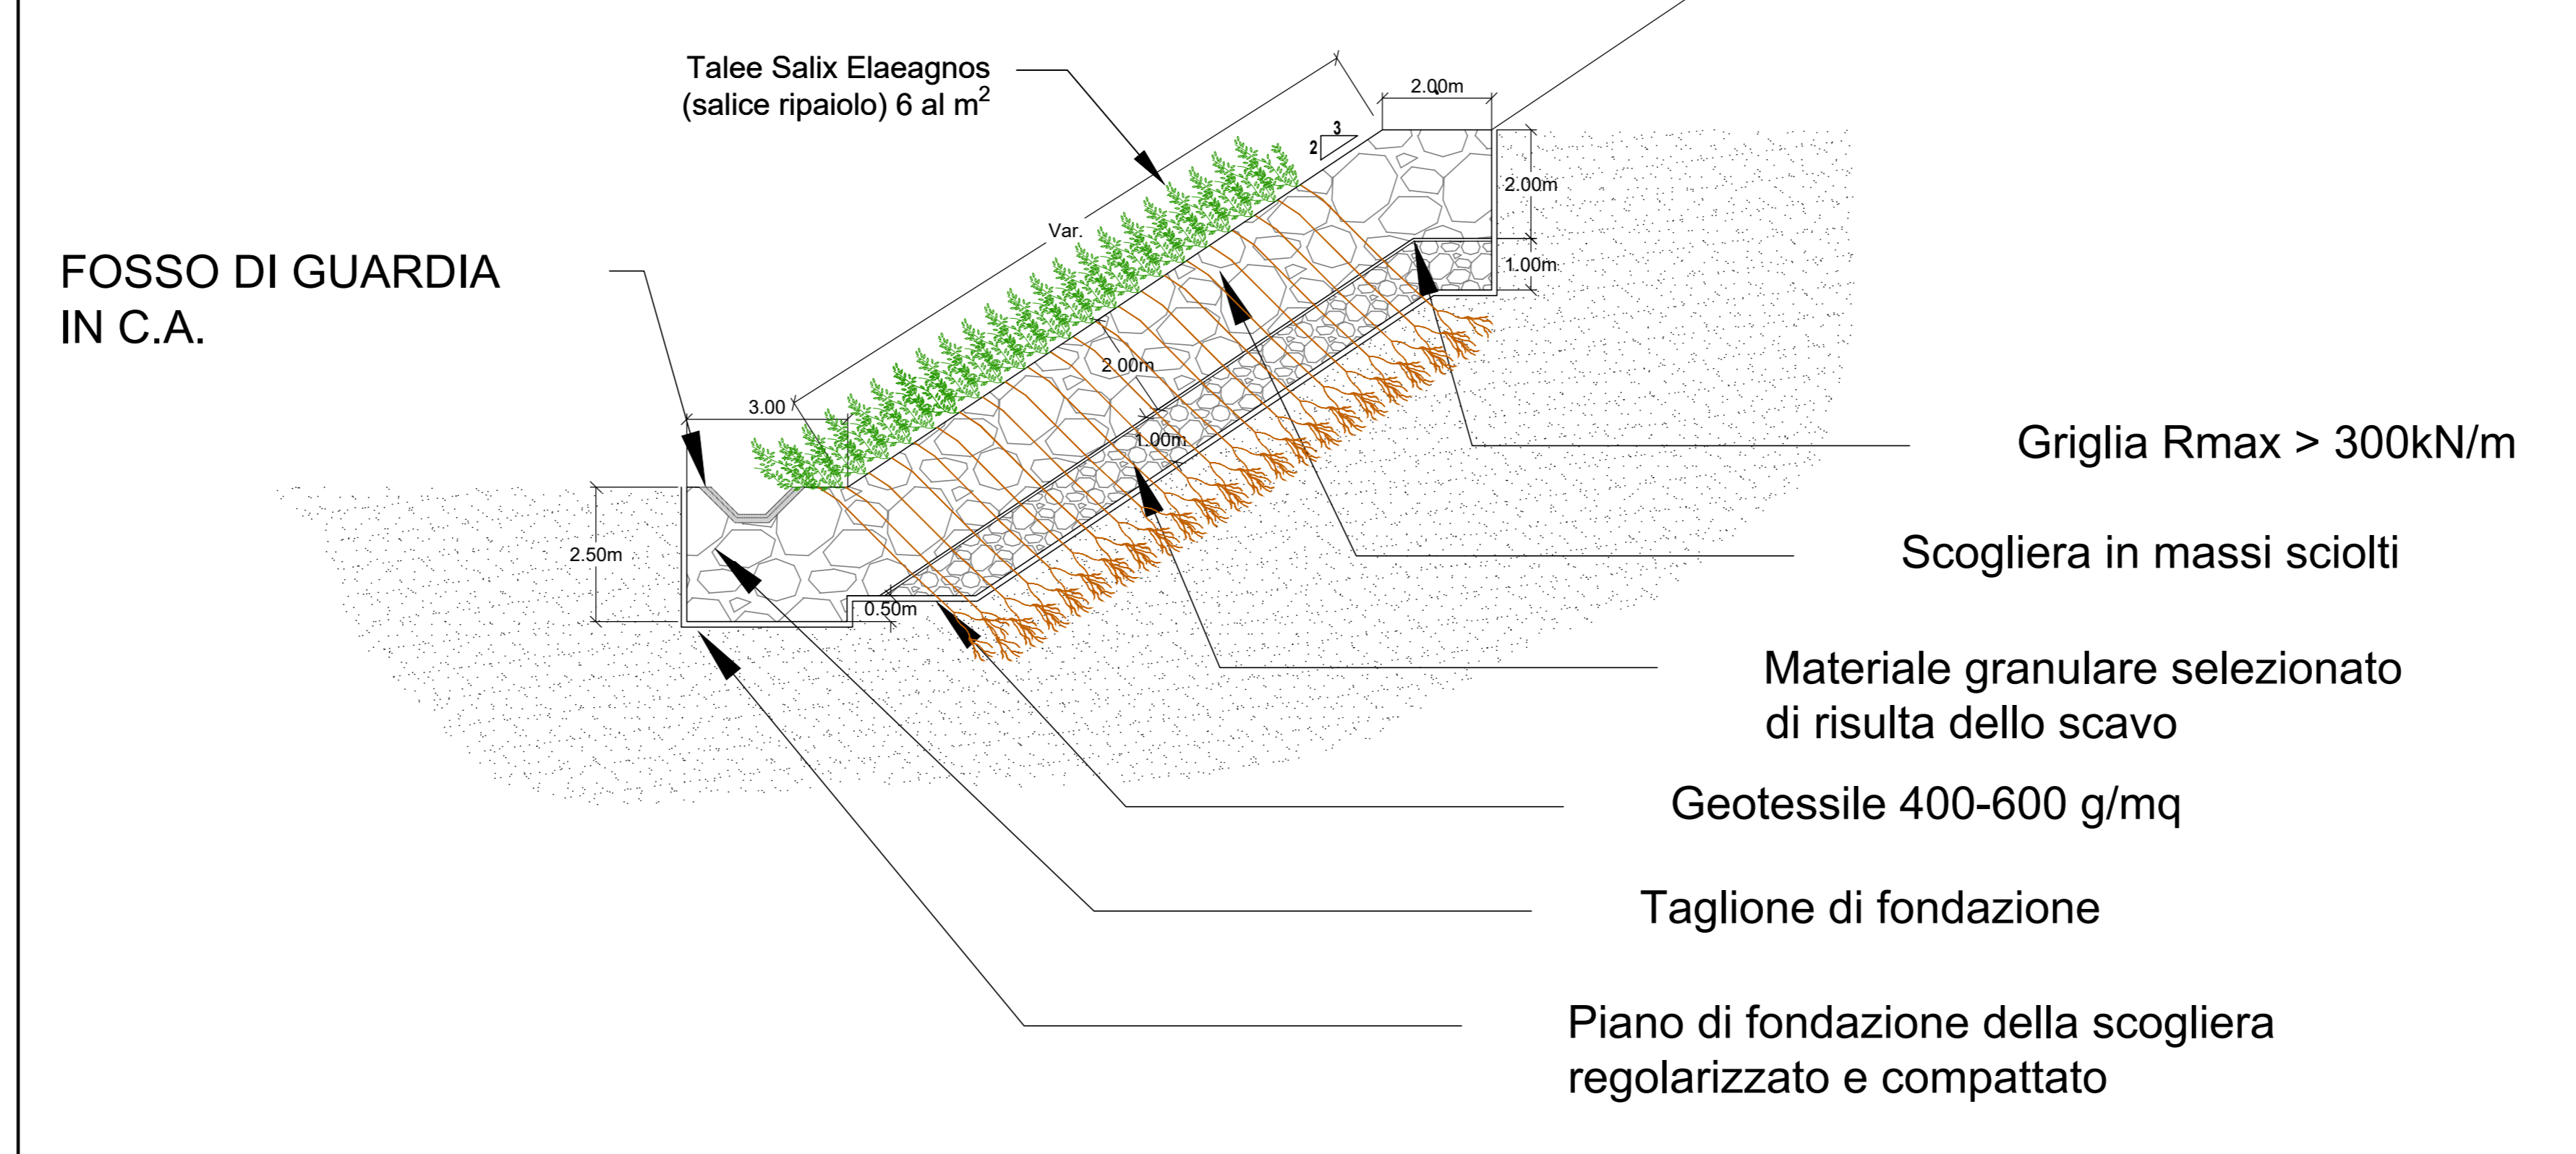 Talee Salix Elaeagnos
(salice ripaiolo) 6 al m²
2.00m
3
2
2.00m
Var.
1.00m
FOSSO DI GUARDIA
IN C.A.
2.00m
3.00
1.00m
Griglia Rmax > 300kN/m
2.50m
Scogliera in massi sciolti
0.50m
Materiale granulare selezionato
di risulta dello scavo
Geotessile 400-600 g/mq
Taglione di fondazione
Piano di fondazione della scogliera
regolarizzato e compattato